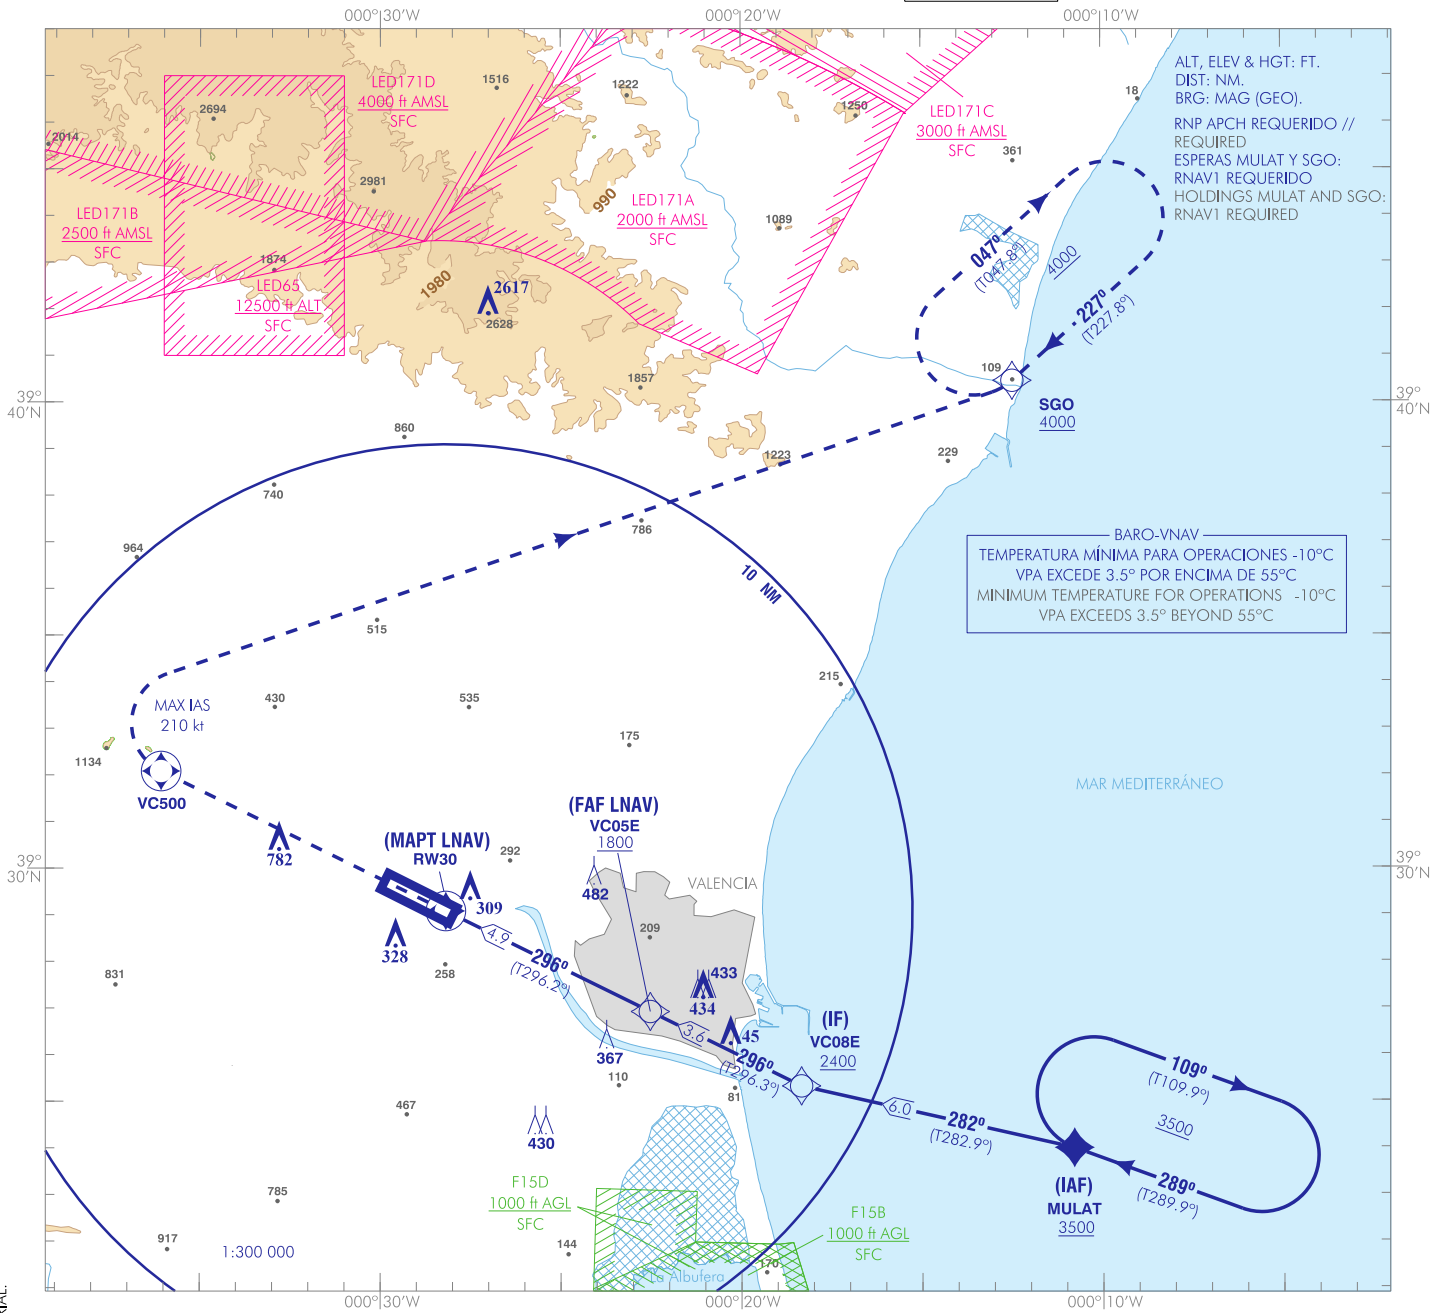 000°30'W
000°20'W
000°10'W
ALT, ELEV & HGT: FT.
DIST: NM.
BRG: MAG (GEO).
RNP APCH REQUERIDO //
REQUIRED
ESPERAS MULAT Y SGO:
RNAV1 REQUERIDO
HOLDINGS MULAT AND SGO:
RNAV1 REQUIRED
LED171D
4000 ft AMSL
SFC
1516
1222
1250
LED171C
3000 ft AMSL
SFC
18
361
2694
2014
2981
990
LED171A
2000 ft AMSL
SFC
1089
LED171B
2500 ft AMSL
SFC
1874
LED65
12500 ft ALT
SFC
1980
2617
2628
1857
047°
(T047.8°)
4000
227°
(T227.8°)
109
SGO
4000
39°
40'N
39°
40'N
860
1223
229
740
786
964
10 NM
515
BARO-VNAV
TEMPERATURA MÍNIMA PARA OPERACIONES -10°C
VPA EXCEDE 3.5° POR ENCIMA DE 55°C
MINIMUM TEMPERATURE FOR OPERATIONS -10°C
VPA EXCEEDS 3.5° BEYOND 55°C
215
MAX IAS
210 kt
430
535
175
1134
VC500
MAR MEDITERRÁNEO
(FAF LNAV)
VC05E
1800
(MAPT LNAV)
RW30
782
292
39°
30'N
39°
30'N
VALENCIA
482
309
328
209
4.9
296°
(T296.2°)
258
831
433
434
45
3.6
296°
(T296.3°)
(IF)
VC08E
2400
367
110
81
467
430
6.0
282°
(T282.9°)
109°
(T109.9°)
3500
289°
(T289.9°)
(IAF)
MULAT
3500
F15D
1000 ft AGL
SFC
785
F15B
1000 ft AGL
SFC
917
1:300 000
144
170
La Albufera
000°30'W
000°20'W
000°10'W